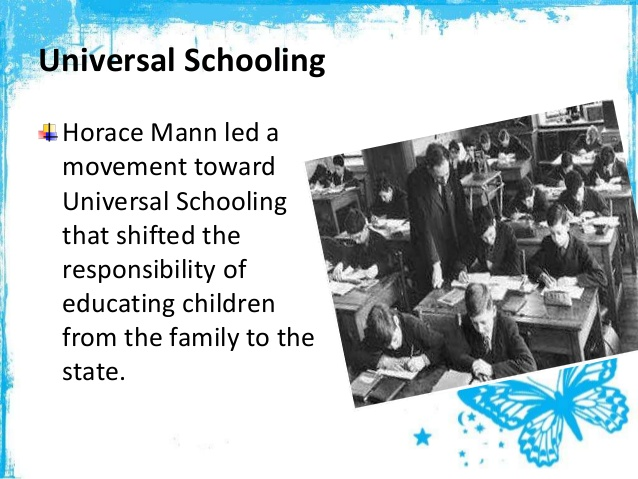 Universal Schooling
Horace Mann led a
movement toward
Universal Schooling
that shifted the
responsibility of
educating children
from the family to the
state.